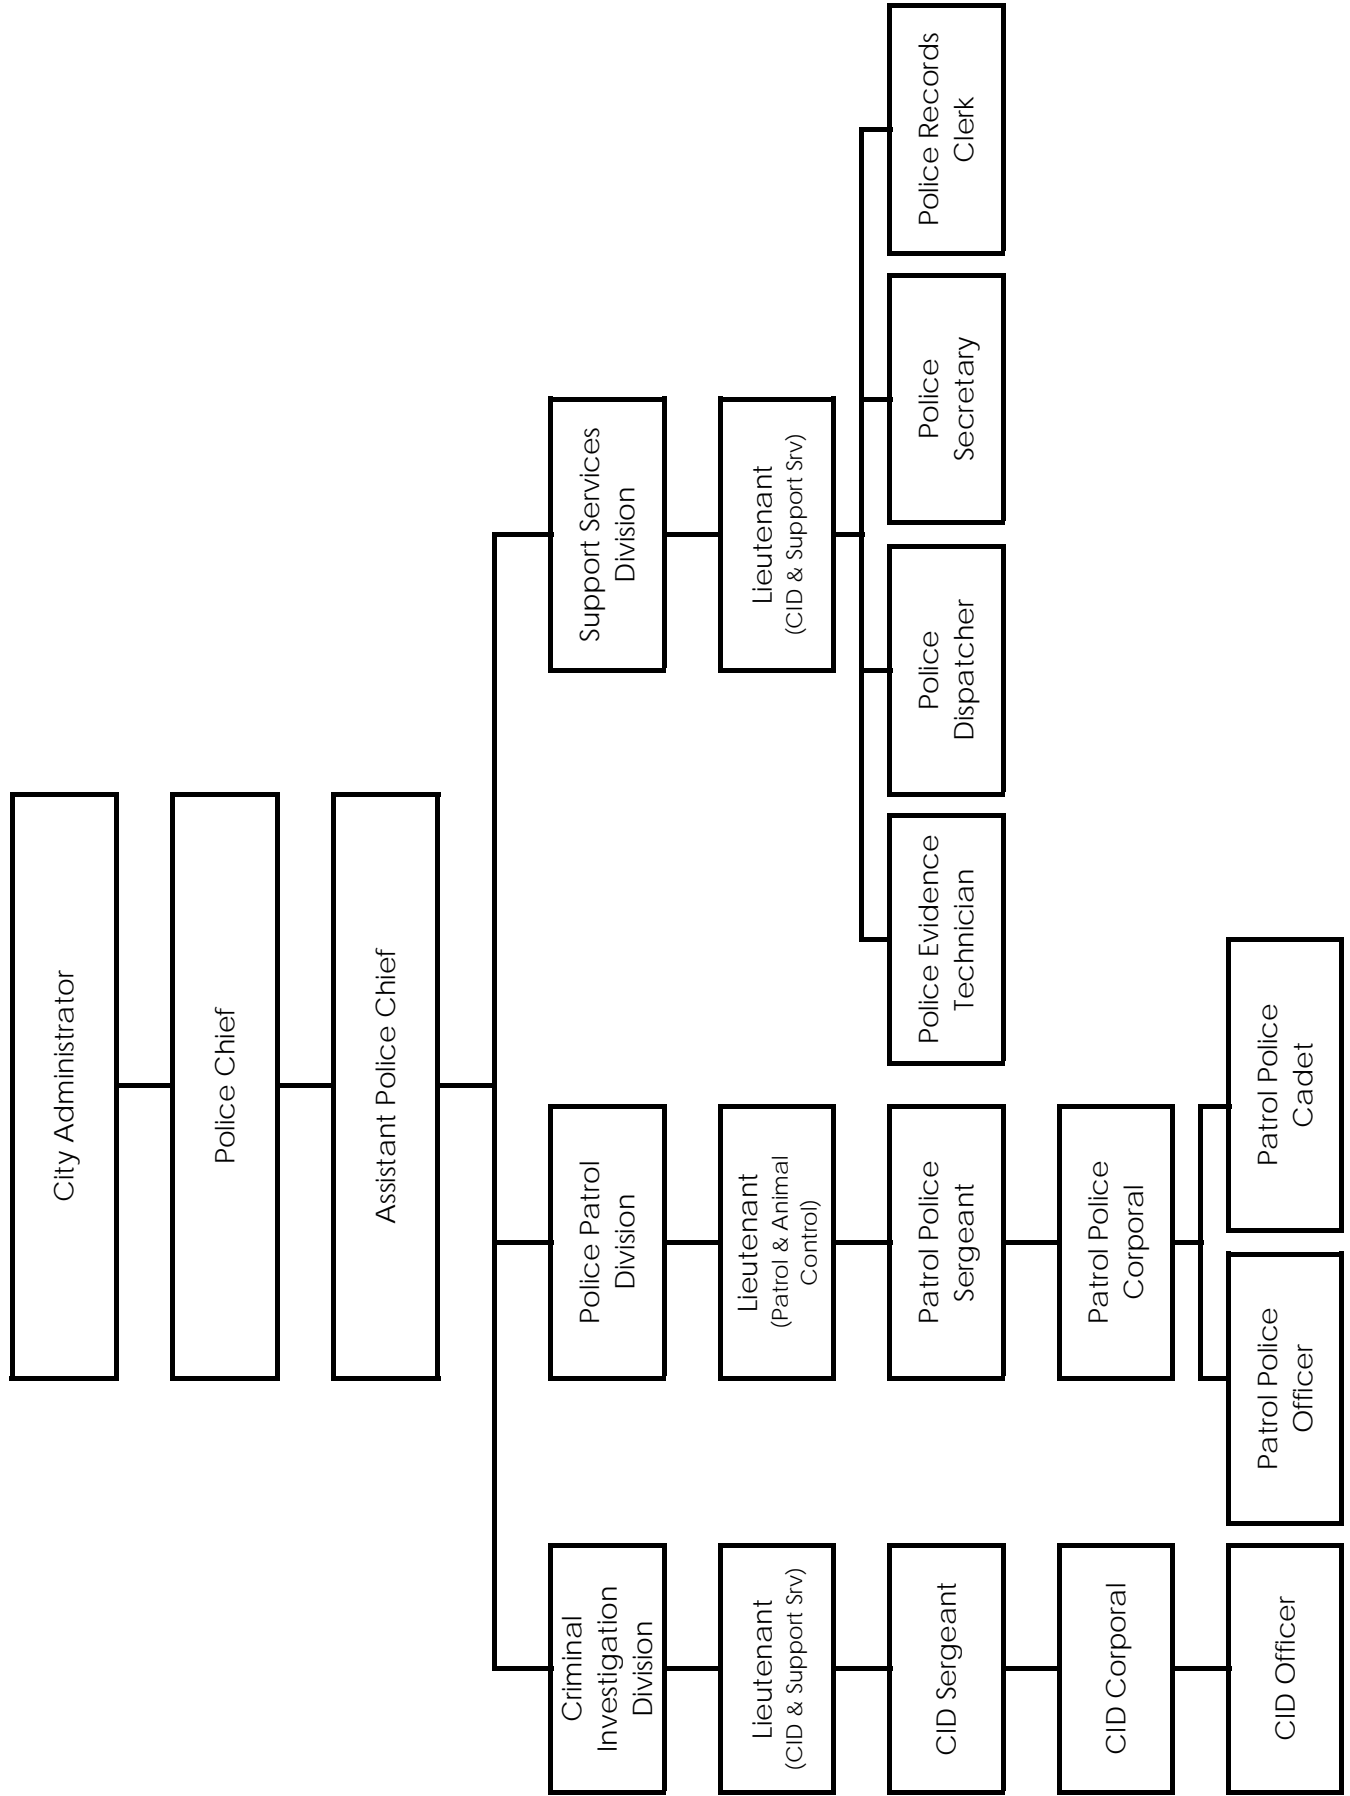 City Administrator
Police Chief
Assistant Police Chief
Criminal
Investigation
Division
Police Patrol
Division
Support Services
Division
Lieutenant
(CID & Support Srv)
Lieutenant
(Patrol & Animal
Control)
Lieutenant
(CID & Support Srv)
CID Sergeant
Patrol Police
Sergeant
Police Evidence
Technician
Police
Dispatcher
Police
Secretary
Police Records
Clerk
CID Corporal
Patrol Police
Corporal
CID Officer
Patrol Police
Officer
Patrol Police
Cadet